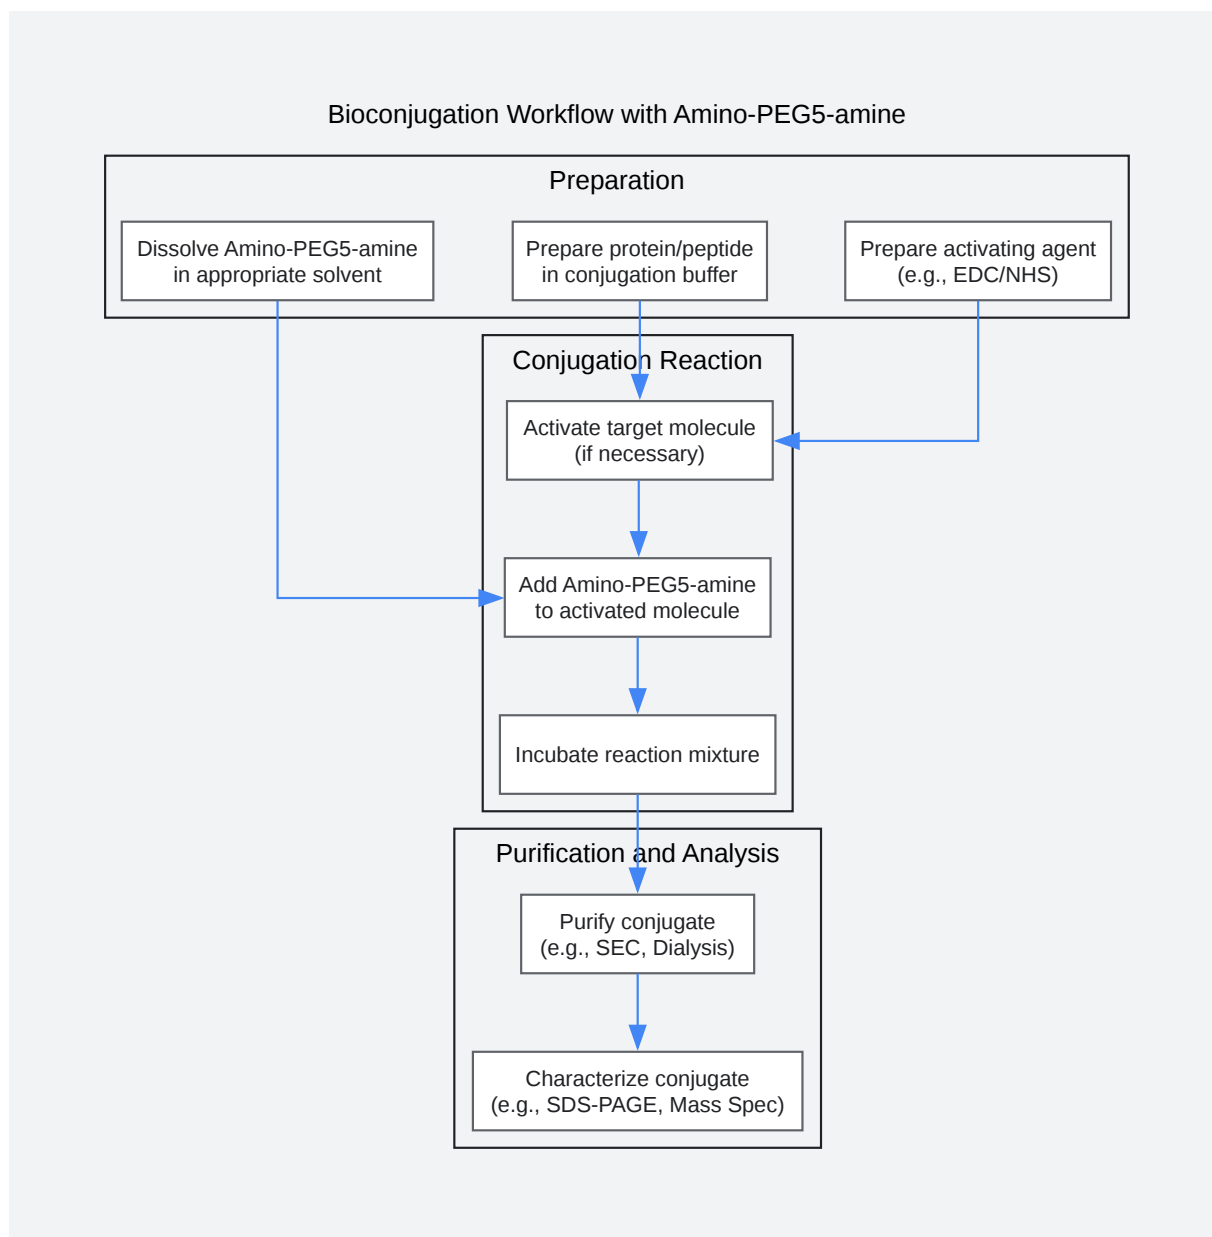 Bioconjugation Workflow with Amino-PEG5-amine
Preparation
Dissolve Amino-PEG5-amine
in appropriate solvent
Prepare protein/peptide
in conjugation buffer
Prepare activating agent
(e.g., EDC/NHS)
Conjugation Reaction
Activate target molecule
(if necessary)
Add Amino-PEG5-amine
to activated molecule
Incubate reaction mixture
Purification and Analysis
Purify conjugate
(e.g., SEC, Dialysis)
Characterize conjugate
(e.g., SDS-PAGE, Mass Spec)